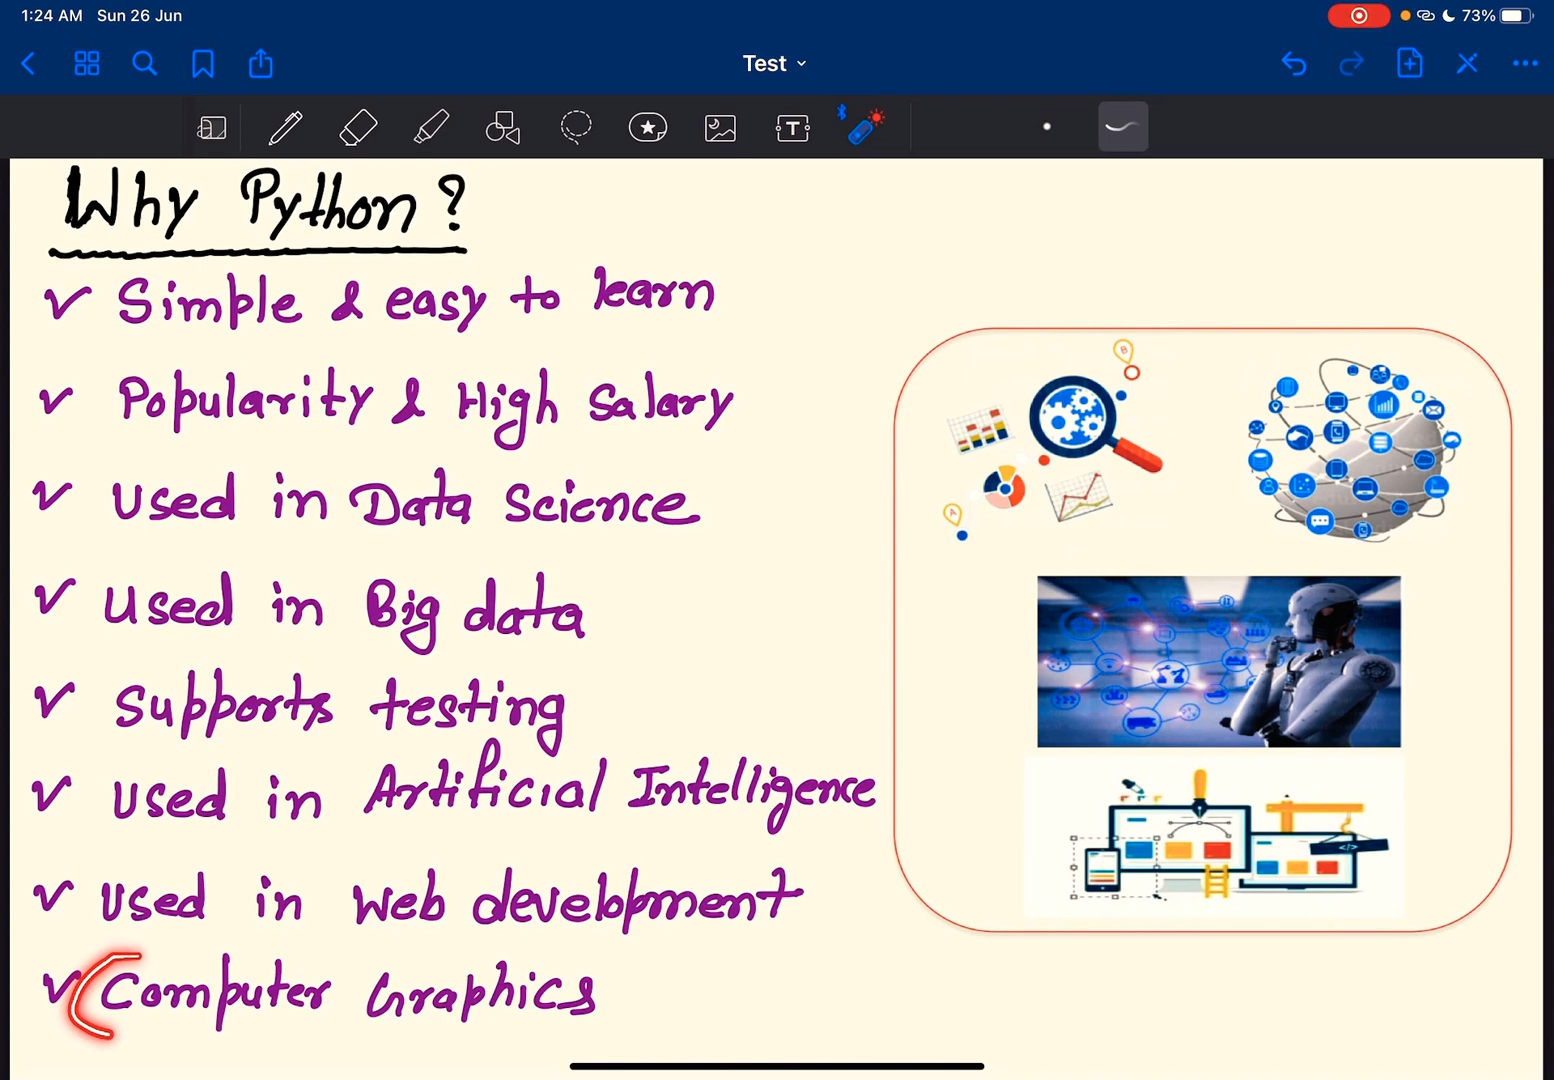 1:24 AM Sun 26 Jun
73%
Test
T
Why Python?
✓ Simple & easy to learn
✓ Popularity & High Salary
✓ Used in Data Science
✓ Used in Big data
✓ Supports testing
✓ Used in Artificial Intelligence
✓ Used in Web development
✓ Computer Graphics
B
A
</>